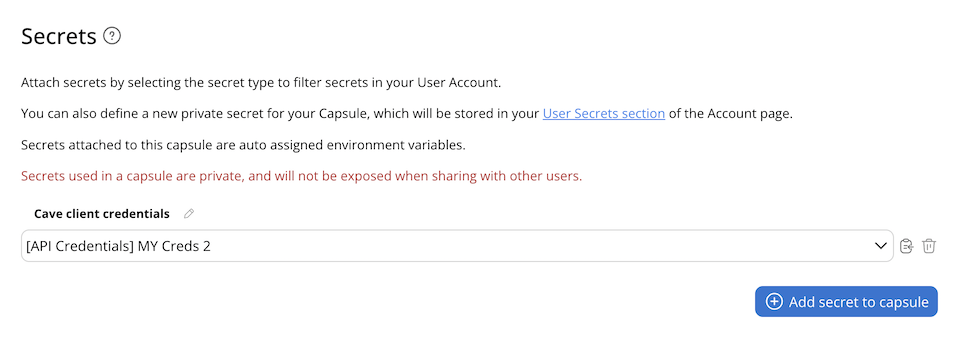 Secrets ?
Attach secrets by selecting the secret type to filter secrets in your User Account.
You can also define a new private secret for your Capsule, which will be stored in your User Secrets section of the Account page.
Secrets attached to this capsule are auto assigned environment variables.
Secrets used in a capsule are private, and will not be exposed when sharing with other users.
Cave client credentials
[API Credentials] MY Creds 2
Add secret to capsule